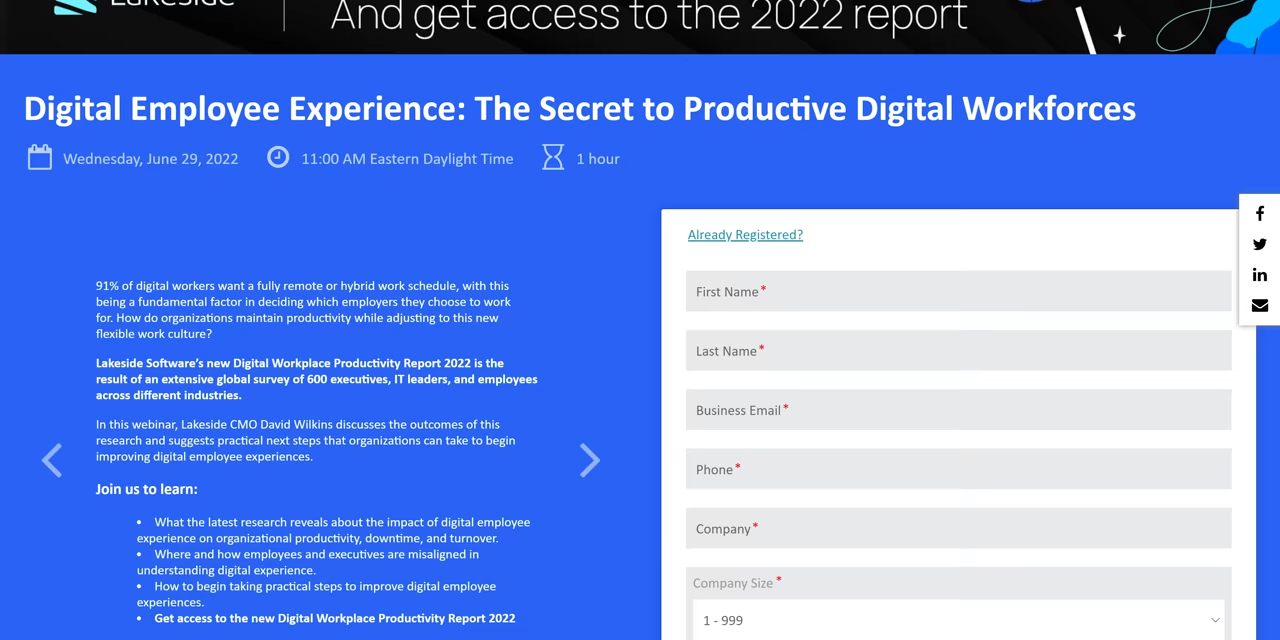 Lakeside
And get access to the 2022 report
Digital Employee Experience: The Secret to Productive Digital Workforces
Wednesday, June 29, 2022
11:00 AM Eastern Daylight Time
1 hour
Already Registered?
91% of digital workers want a fully remote or hybrid work schedule, with this
being a fundamental factor in deciding which employers they choose to work
for. How do organizations maintain productivity while adjusting to this new
flexible work culture?
Lakeside Software's new Digital Workplace Productivity Report 2022 is the
result of an extensive global survey of 600 executives, IT leaders, and employees
across different industries.
In this webinar, Lakeside CMO David Wilkins discusses the outcomes of this
research and suggests practical next steps that organizations can take to begin
improving digital employee experiences.
Join us to learn:
• What the latest research reveals about the impact of digital employee
experience on organizational productivity, downtime, and turnover.
• Where and how employees and executives are misaligned in
understanding digital experience.
• How to begin taking practical steps to improve digital employee
experiences.
• Get access to the new Digital Workplace Productivity Report 2022
First Name*
Last Name*
Business Email*
Phone*
Company*
Company Size *
1 - 999